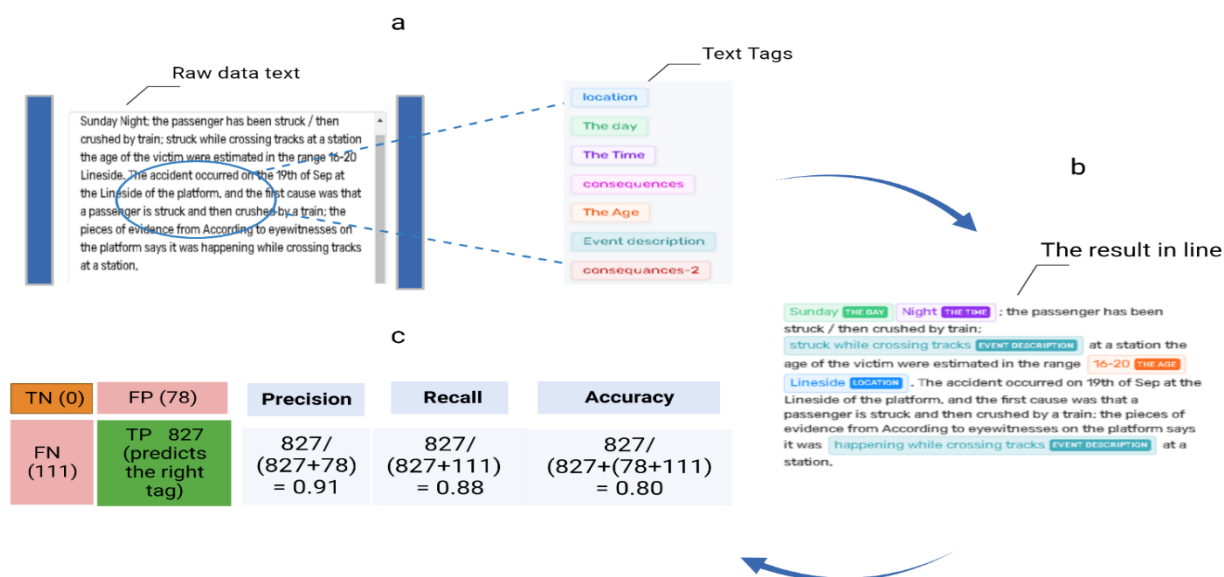 a
Raw data text
Sunday Night; the passenger has been struck / then
crushed by train; struck while crossing tracks at a station
the age of the victim were estimated in the range 16-20
Lineside. The accident occurred on the 19th of Sep at
the Lineside of the platform, and the first cause was that
a passenger is struck and then crushed by a train; the
pieces of evidence from According to eyewitnesses on
the platform says it was happening while crossing tracks
at a station.
Text Tags
location
The day
The Time
consequences
The Age
Event description
consequances-2
b
The result in line
Sunday THE DAY Night THE TIME ; the passenger has been
struck / then crushed by train;
struck while crossing tracks EVENT DESCRIPTION at a station the
age of the victim were estimated in the range 16-20 THE AGE
Lineside LOCATION . The accident occurred on 19th of Sep at the
Lineside of the platform, and the first cause was that a
passenger is struck and then crushed by a train; the pieces of
evidence from According to eyewitnesses on the platform says
it was happening while crossing tracks EVENT DESCRIPTION at a
station.
c
TN (0)
FP (78)
FN
(111)
TP 827
(predicts
the right
tag)
Precision
Recall
Accuracy
827/
(827+78)
= 0.91
827/
(827+111)
= 0.88
827/
(827+(78+111)
= 0.80